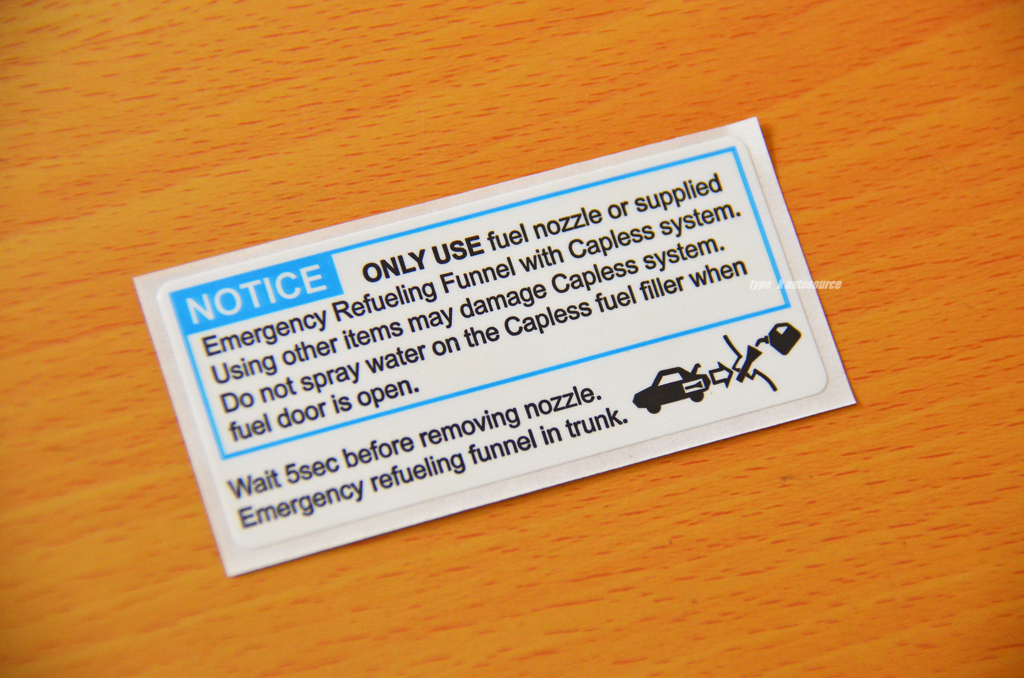 NOTICE ONLY USE fuel nozzle or supplied
Emergency Refueling Funnel with Capless system.
Using other items may damage Capless system.
Do not spray water on the Capless fuel filler when
fuel door is open.
Wait 5sec before removing nozzle.
Emergency refueling funnel in trunk.